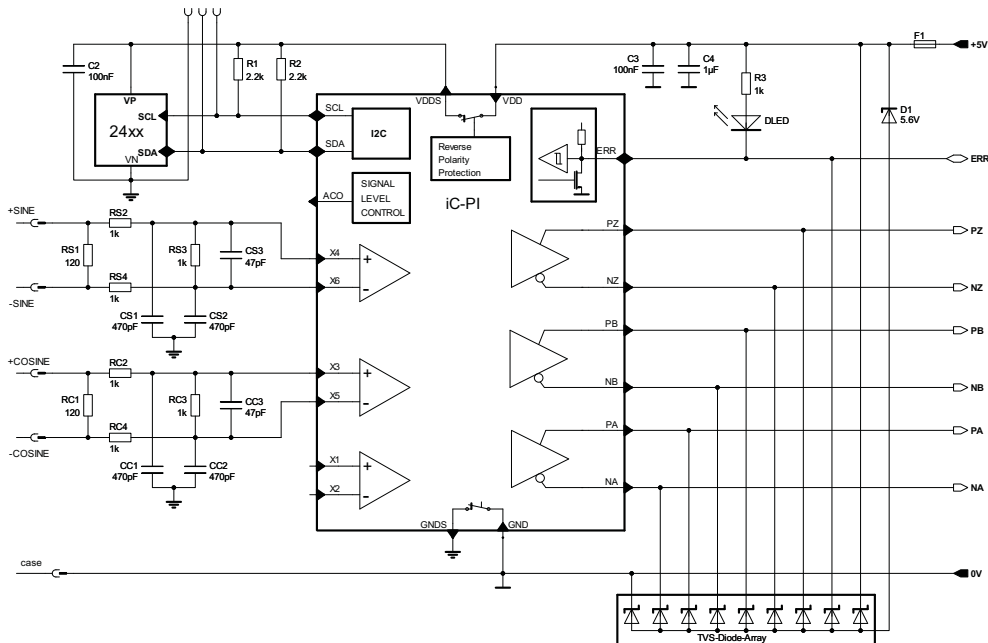 F1
+5V
C2
100nF
R1
2.2k
R2
2.2k
C3
100nF
C4
1µF
R3
1k
D1
5.6V
DLED
VDDS
VDD
VP
24xx
SCL
SDA
VN
SCL
SDA
I2C
Reverse
Polarity
Protection
ERR
ERR
ACO
SIGNAL
LEVEL
CONTROL
iC-PI
+SINE
RS2
1k
RS1
120
RS3
1k
CS3
47pF
RS4
1k
-SINE
CS1
470pF
CS2
470pF
X4
+
X6
-
PZ
PZ
NZ
NZ
PB
PB
NB
NB
PA
PA
NA
NA
+COSINE
RC2
1k
RC1
120
RC3
1k
CC3
47pF
RC4
1k
-COSINE
CC1
470pF
CC2
470pF
X3
+
X5
-
X1
+
X2
-
GNDS
GND
case
0V
TVS-Diode-Array